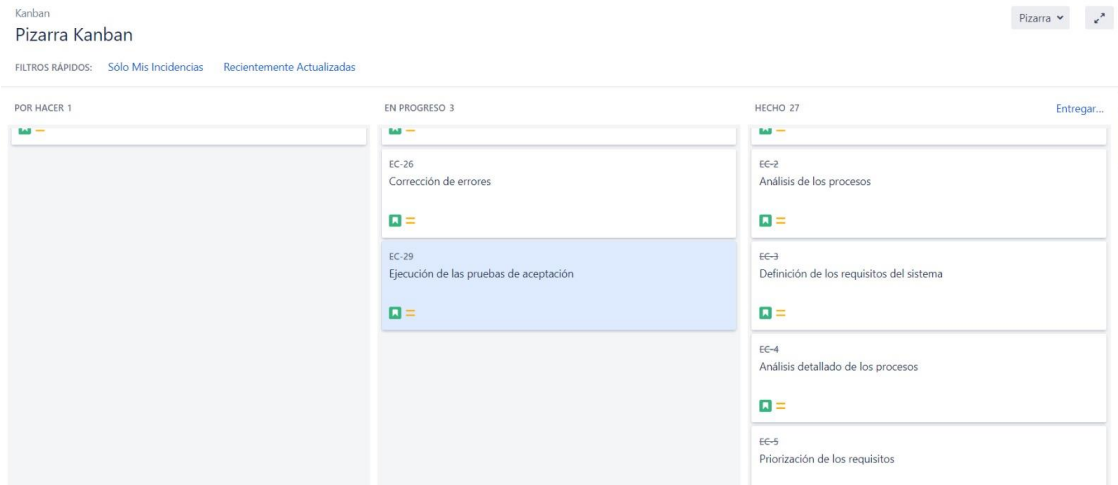 Kanban
Pizarra Kanban
Pizarra
FILTROS RÁPIDOS: Sólo Mis Incidencias Recientemente Actualizadas
POR HACER 1
EN PROGRESO 3
HECHO 27
Entregar...
EC-26
Corrección de errores
EC-29
Ejecución de las pruebas de aceptación
EC-2
Análisis de los procesos
EC-3
Definición de los requisitos del sistema
EC-4
Análisis detallado de los procesos
EC-5
Priorización de los requisitos